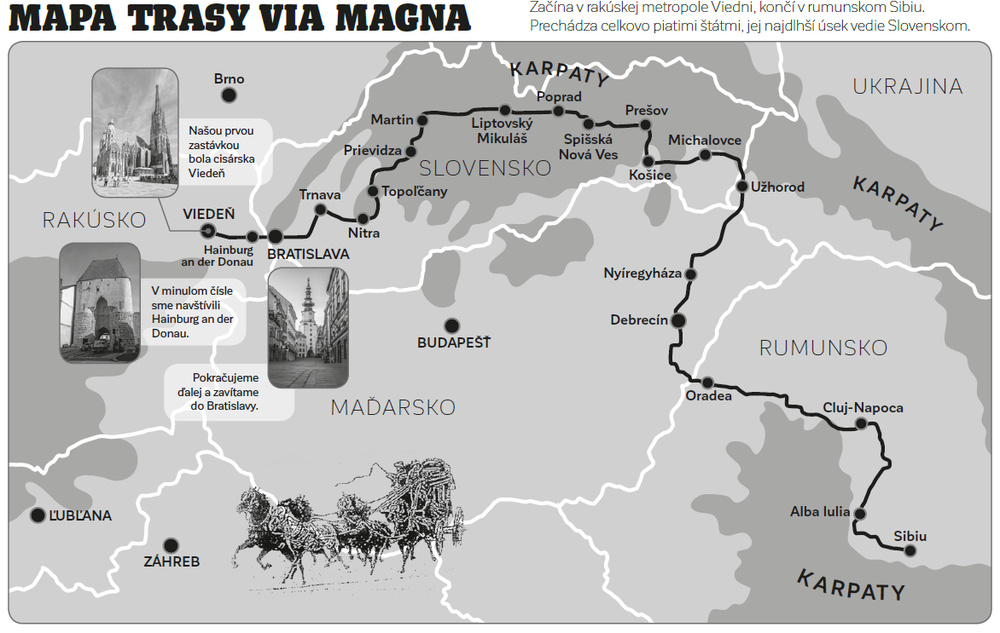 MAPA TRASY VIA MAGNA
Začína v rakúskej metropole Viedni, končí v rumunskom Sibiu.
Prechádza celkovo piatimi štátmi, jej najdlhší úsek vedie Slovenskom.
KARPATY
UKRAJINA
Brno
Poprad
Prešov
Martin
Liptovský
Mikuláš
Našou prvou
zastávkou
bola cisárska
Viedeň
Spišská
Nová Ves
Michalovce
Prievidza
SLOVENSKO
Košice
KARPATY
Užhorod
Trnava
Topoľčany
RAKÚSKO
VIEDEŇ
Nitra
Hainburg
an der Donau
BRATISLAVA
Nyíregyháza
V minulom čísle
sme navštívili
Hainburg an der
Donau.
Debrecín
BUDAPEŠŤ
RUMUNSKO
Pokračujeme
ďalej a zavítame
do Bratislavy.
Oradea
MAĎARSKO
Cluj-Napoca
Alba Iulia
ĽUBĽANA
Sibiu
ZÁHREB
KARPATY